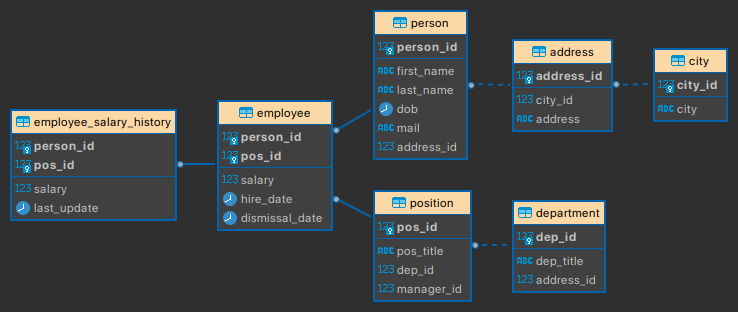 person
123 person_id
ABC first_name
ABC last_name
dob
ABC mail
123 address_id
address
123 address_id
123 city_id
ABC address
city
123 city_id
ABC city
employee_salary_history
123 person_id
123 pos_id
123 salary
last_update
employee
123 person_id
123 pos_id
123 salary
hire_date
dismissal_date
position
123 pos_id
ABC pos_title
123 dep_id
123 manager_id
department
123 dep_id
ABC dep_title
123 address_id